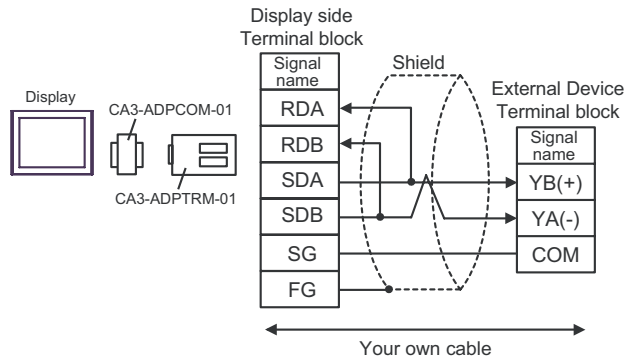 Display side
Terminal block
Shield
External Device
Terminal block
Display
CA3-ADPCOM-01
CA3-ADPTRM-01
Signal
name
RDA
RDB
SDA
SDB
SG
FG
Signal
name
YB(+)
YA(-)
COM
Your own cable